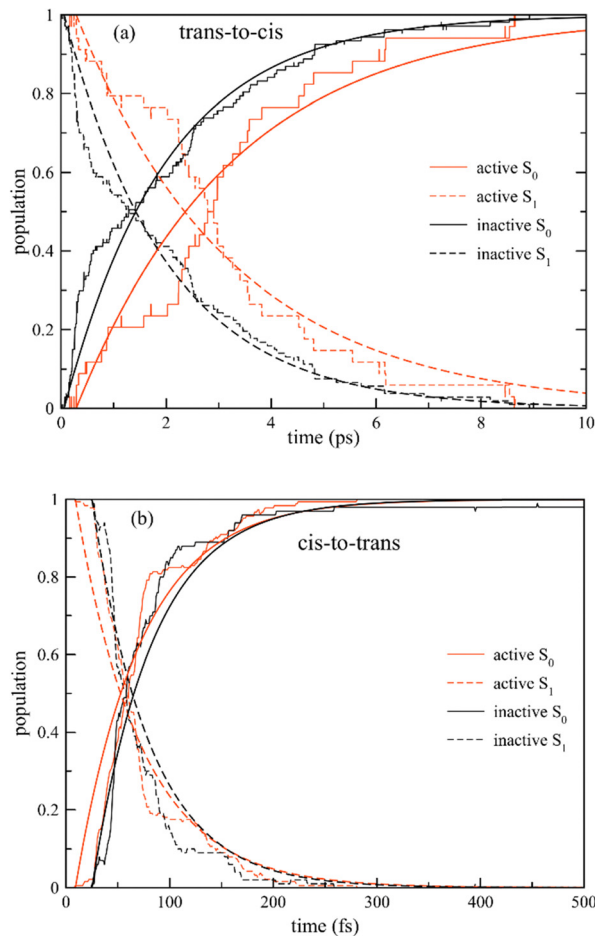 1
(a)
trans-to-cis
0.8
0.6
population
active S0
active S1
0.4
inactive S0
inactive S1
0.2
0
0 2 4 6 8 10
time (ps)
1
(b)
cis-to-trans
0.8
0.6
population
active S0
active S1
0.4
inactive S0
inactive S1
0.2
0
0 100 200 300 400 500
time (fs)